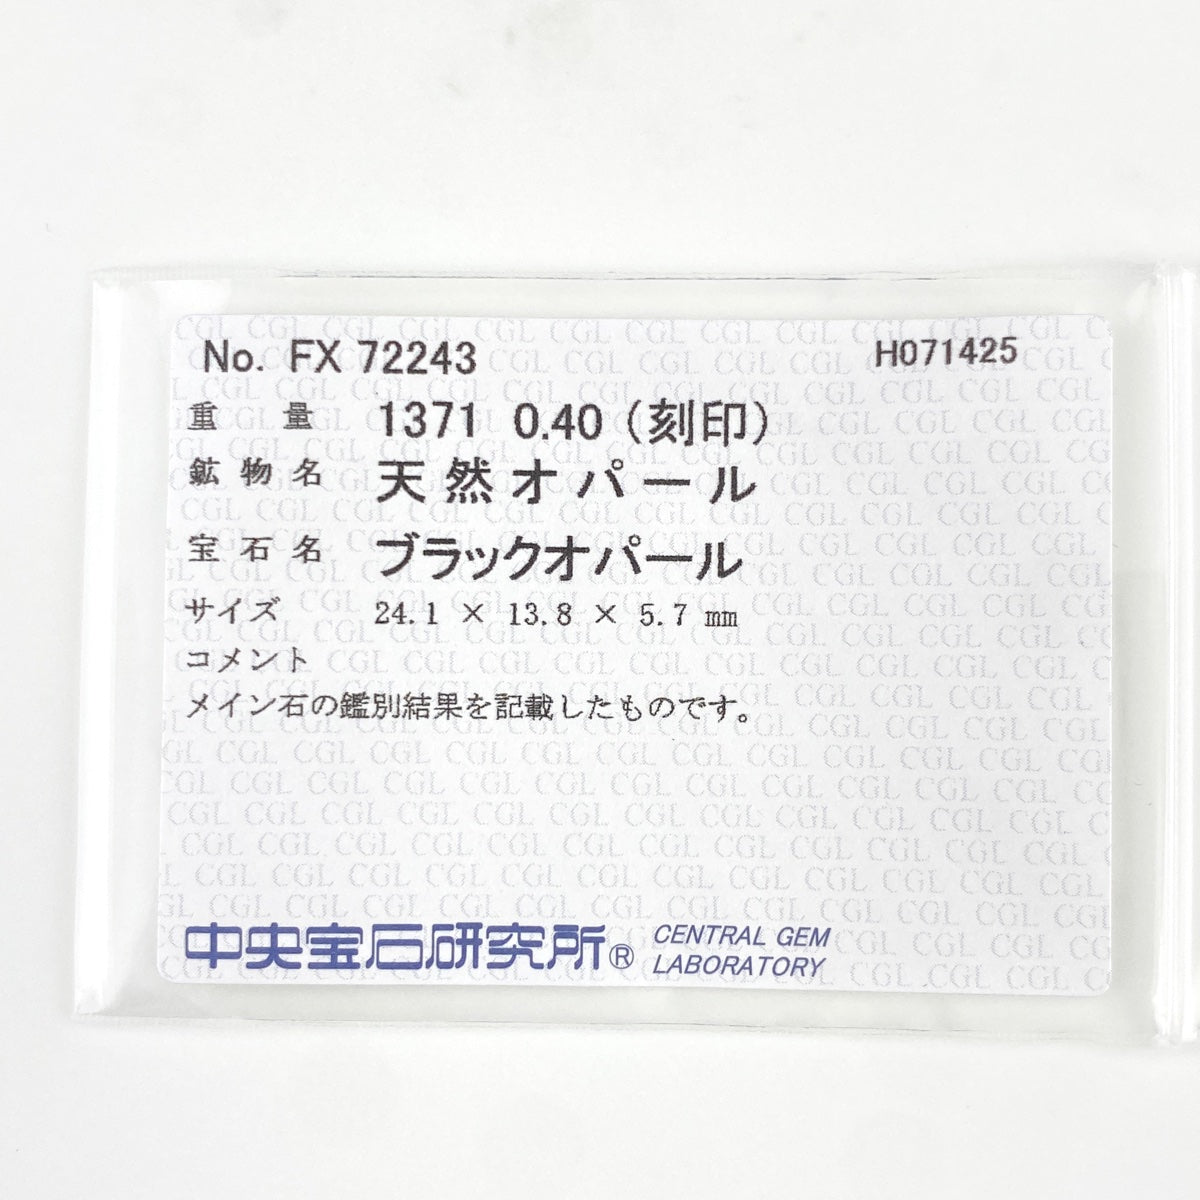 No. FX 72243 H071425
重量 1371 0.40 (刻印)
鉱物名 天然オパール
宝石名 ブラックオパール
サイズ 24.1 × 13.8 × 5.7 mm
コメント
メイン石の鑑別結果を記載したものです。
中央宝石研究所® CENTRAL GEM
LABORATORY